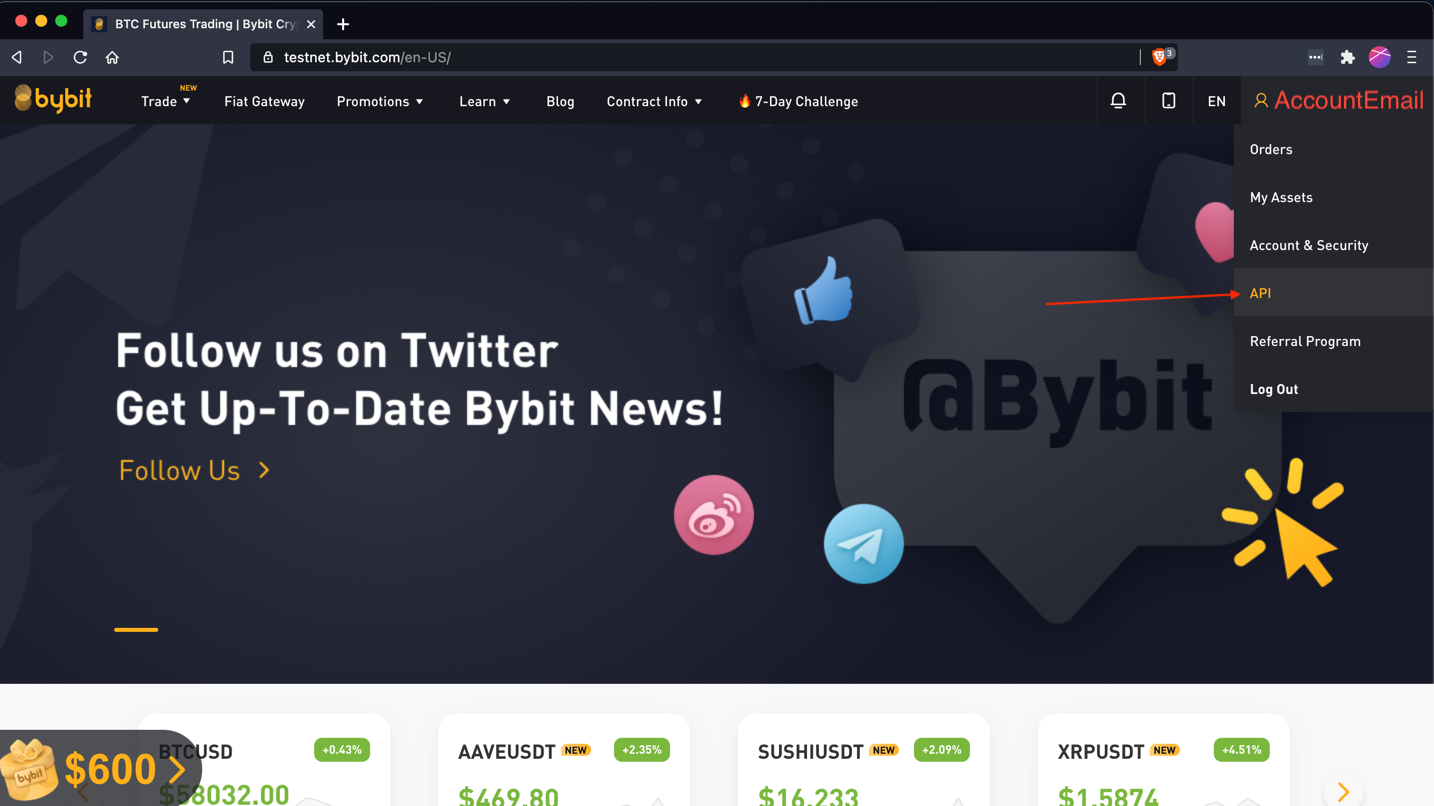 BTC Futures Trading | Bybit Cry
testnet.bybit.com/en-US/
3
bybit
Trade
NEW
Fiat Gateway
Promotions
Learn
Blog
Contract Info
7-Day Challenge
EN
AccountEmail
Orders
My Assets
Account & Security
API
Referral Program
Log Out
Follow us on Twitter
Get Up-To-Date Bybit News!
Follow Us
@Bybit
BTCUSD
+0.43%
$58032.00
AAVEUSDT NEW
+2.35%
$469.80
SUSHIUSDT NEW
+2.09%
$16.233
XRPUSDT NEW
+4.51%
$1.5874
bybit
$600